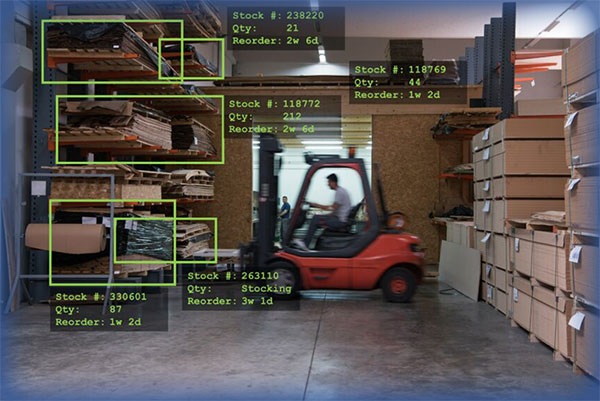 Stock #: 238220
Qty: 21
Reorder: 2w 6d
Stock #: 118769
Qty: 44
Reorder: 1w 2d
Stock #: 118772
Qty: 212
Reorder: 2w 6d
Stock #: 263110
Qty: Stocking
Reorder: 3w 1d
Stock #: 330601
Qty: 87
Reorder: 1w 2d